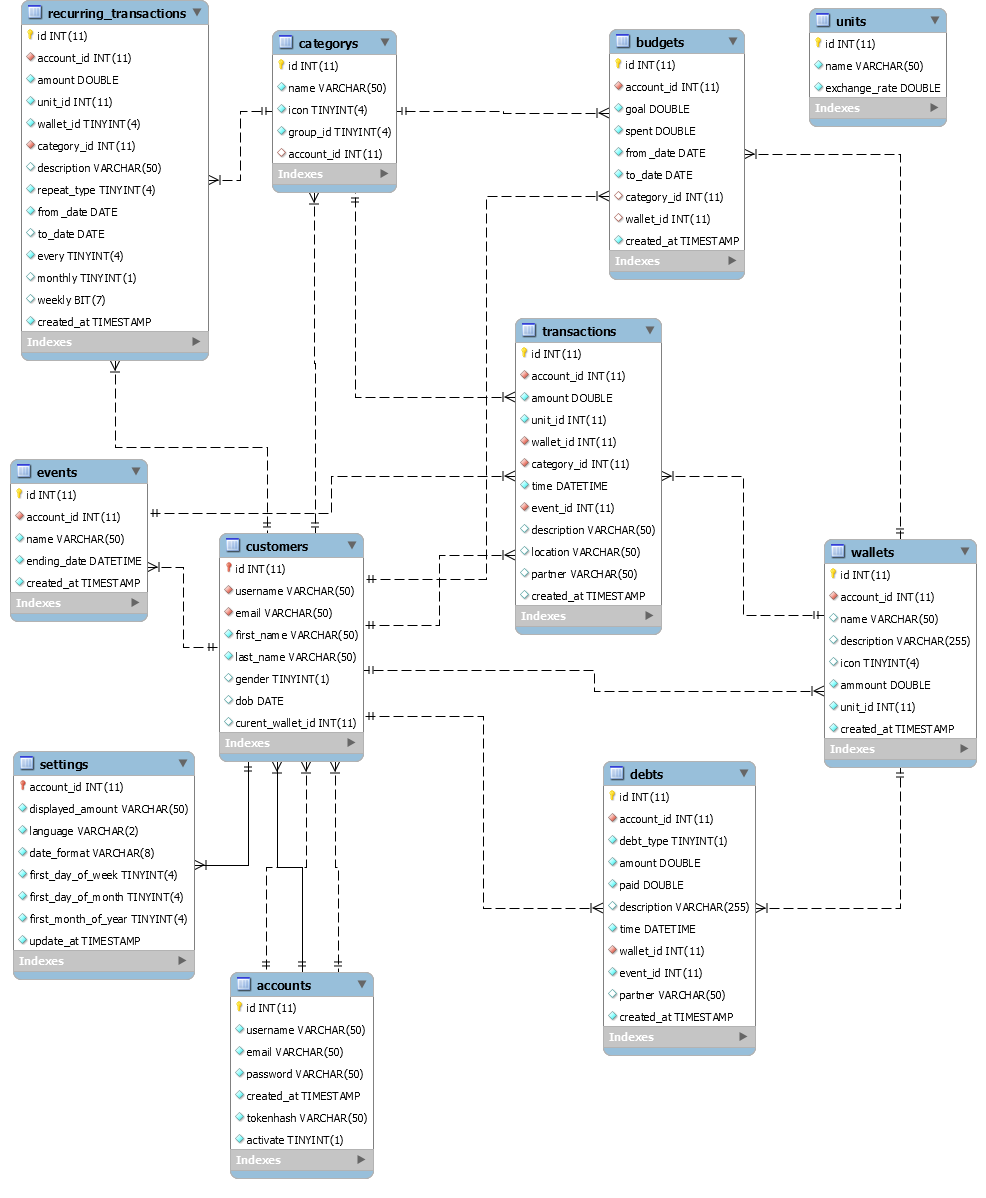 recurring_transactions
id INT(11)
account_id INT(11)
amount DOUBLE
unit_id INT(11)
wallet_id TINYINT(4)
category_id INT(11)
description VARCHAR(50)
repeat_type TINYINT(4)
from_date DATE
to_date DATE
every TINYINT(4)
monthly TINYINT(1)
weekly BIT(7)
created_at TIMESTAMP
Indexes
categorys
id INT(11)
name VARCHAR(50)
icon TINYINT(4)
group_id TINYINT(4)
account_id INT(11)
Indexes
budgets
id INT(11)
account_id INT(11)
goal DOUBLE
spent DOUBLE
from_date DATE
to_date DATE
category_id INT(11)
wallet_id INT(11)
created_at TIMESTAMP
Indexes
units
id INT(11)
name VARCHAR(50)
exchange_rate DOUBLE
Indexes
transactions
id INT(11)
account_id INT(11)
amount DOUBLE
unit_id INT(11)
wallet_id INT(11)
category_id INT(11)
time DATETIME
event_id INT(11)
description VARCHAR(50)
location VARCHAR(50)
partner VARCHAR(50)
created_at TIMESTAMP
Indexes
events
id INT(11)
account_id INT(11)
name VARCHAR(50)
ending_date DATETIME
created_at TIMESTAMP
Indexes
customers
id INT(11)
username VARCHAR(50)
email VARCHAR(50)
first_name VARCHAR(50)
last_name VARCHAR(50)
gender TINYINT(1)
dob DATE
curent_wallet_id INT(11)
Indexes
wallets
id INT(11)
account_id INT(11)
name VARCHAR(50)
description VARCHAR(255)
icon TINYINT(4)
ammount DOUBLE
unit_id INT(11)
created_at TIMESTAMP
Indexes
settings
account_id INT(11)
displayed_amount VARCHAR(50)
language VARCHAR(2)
date_format VARCHAR(8)
first_day_of_week TINYINT(4)
first_day_of_month TINYINT(4)
first_month_of_year TINYINT(4)
update_at TIMESTAMP
Indexes
debts
id INT(11)
account_id INT(11)
debt_type TINYINT(1)
amount DOUBLE
paid DOUBLE
description VARCHAR(255)
time DATETIME
wallet_id INT(11)
event_id INT(11)
partner VARCHAR(50)
created_at TIMESTAMP
Indexes
accounts
id INT(11)
username VARCHAR(50)
email VARCHAR(50)
password VARCHAR(50)
created_at TIMESTAMP
tokenhash VARCHAR(50)
activate TINYINT(1)
Indexes